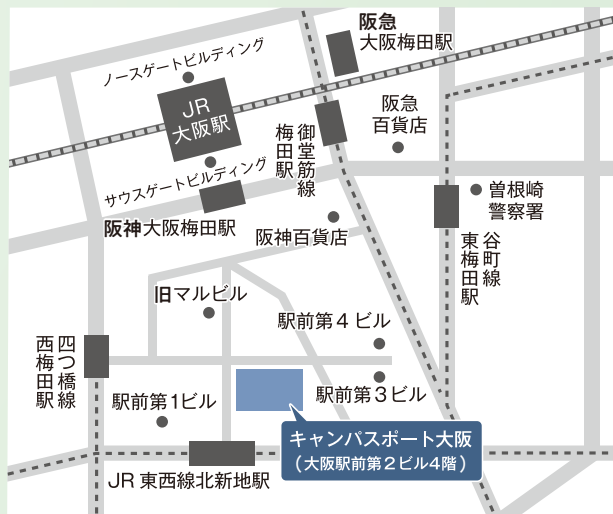 阪急
大阪梅田駅
ノースゲートビルディング
JR
大阪駅
阪急
百貨店
御堂筋線
梅田駅
サウスゲートビルディング
曽根崎
警察署
阪神大阪梅田駅
阪神百貨店
谷町線
東梅田駅
旧マルビル
駅前第4ビル
四つ橋線
西梅田駅
駅前第3ビル
駅前第1ビル
キャンパスポート大阪
(大阪駅前第2ビル4階)
JR 東西線北新地駅